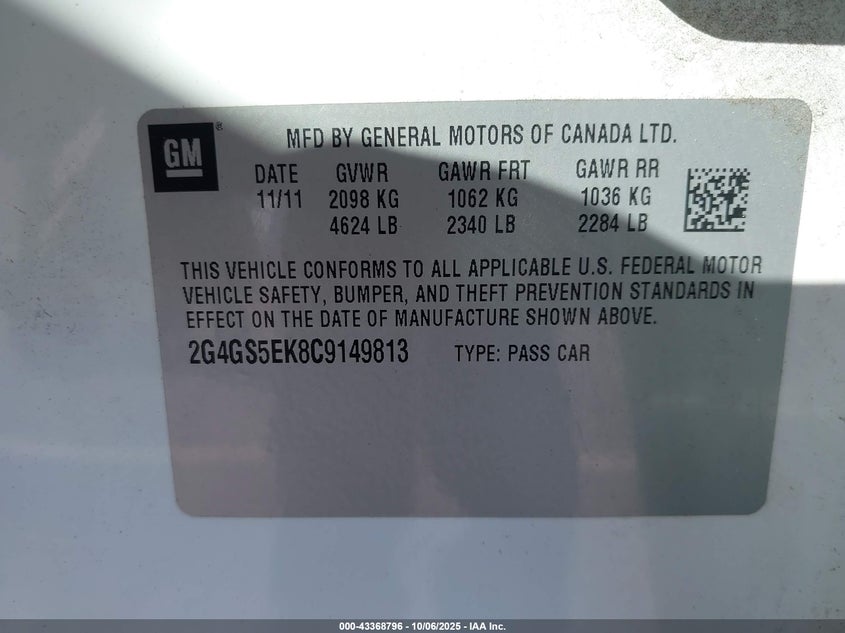 GM ®
MFD BY GENERAL MOTORS OF CANADA LTD.
DATE GVWR GAWR FRT GAWR RR
11/11 2098 KG 1062 KG 1036 KG
4624 LB 2340 LB 2284 LB
THIS VEHICLE CONFORMS TO ALL APPLICABLE U.S. FEDERAL MOTOR
VEHICLE SAFETY, BUMPER, AND THEFT PREVENTION STANDARDS IN
EFFECT ON THE DATE OF MANUFACTURE SHOWN ABOVE.
2G4GS5EK8C9149813 TYPE: PASS CAR
000-43368796 - 10/06/2025 - IAA Inc.